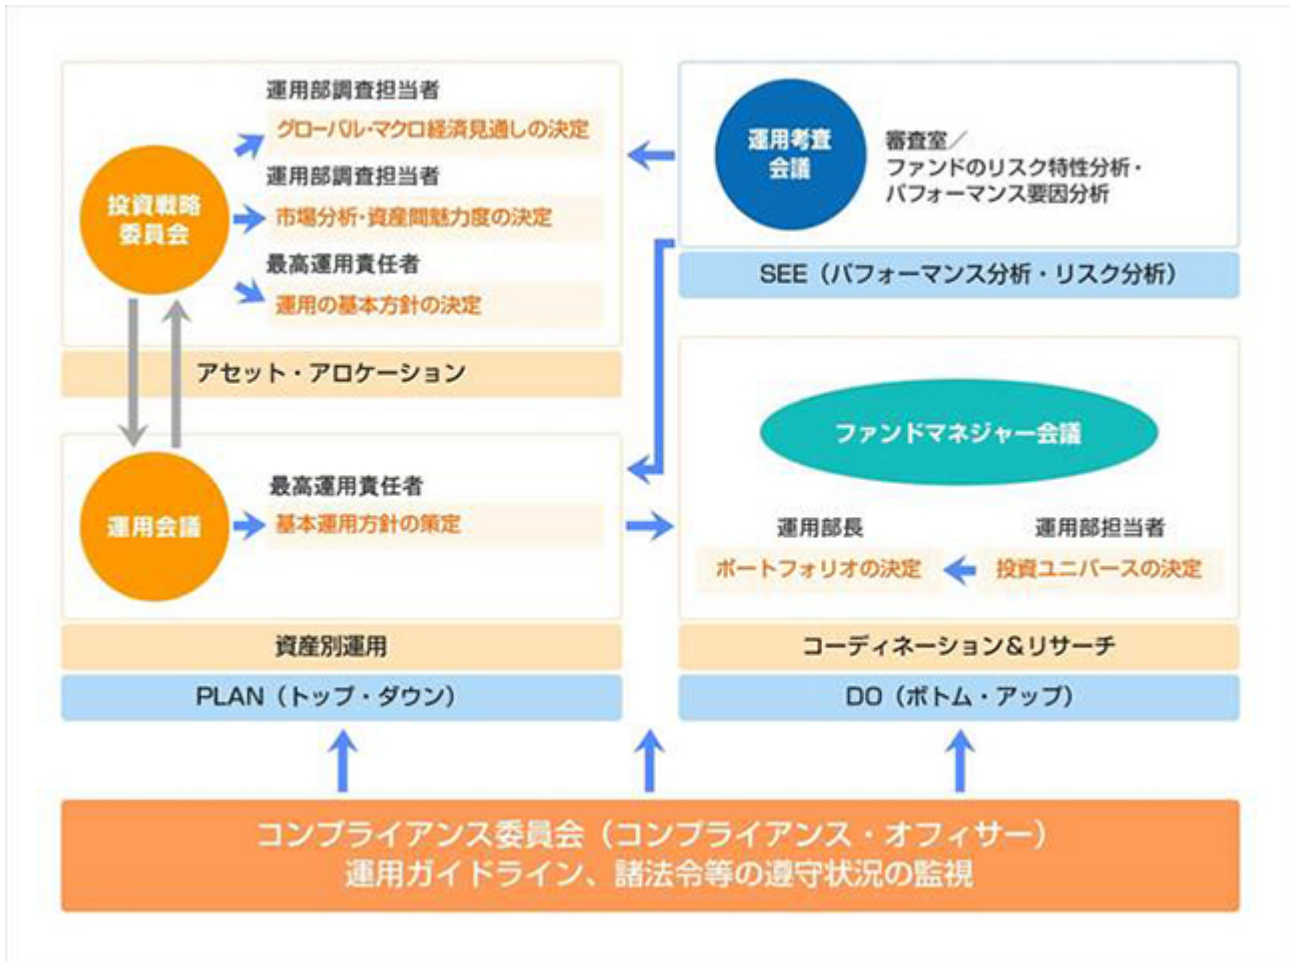 運用部調査担当者
グローバル・マクロ経済見通しの決定
投資戦略
委員会
運用部調査担当者
市場分析・資産間魅力度の決定
最高運用責任者
運用の基本方針の決定
アセット・アロケーション
運用考査
会議
審査室／
ファンドのリスク特性分析・
パフォーマンス要因分析
SEE（パフォーマンス分析・リスク分析）
運用会議
最高運用責任者
基本運用方針の策定
資産別運用
PLAN（トップ・ダウン）
ファンドマネジャー会議
運用部長
ポートフォリオの決定
運用部担当者
投資ユニバースの決定
コーディネーション＆リサーチ
DO（ボトム・アップ）
コンプライアンス委員会（コンプライアンス・オフィサー）
運用ガイドライン、諸法令等の遵守状況の監視